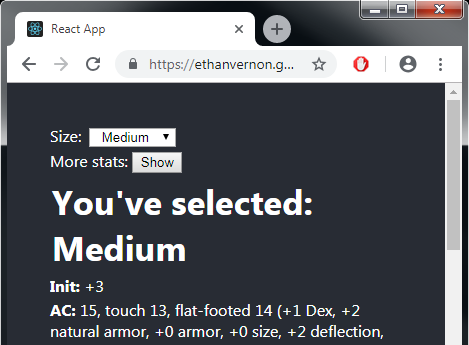 React App
https://ethanvernon.g...
Size: Medium
More stats: Show
You've selected:
Medium
Init: +3
AC: 15, touch 13, flat-footed 14 (+1 Dex, +2
natural armor, +0 armor, +0 size, +2 deflection,